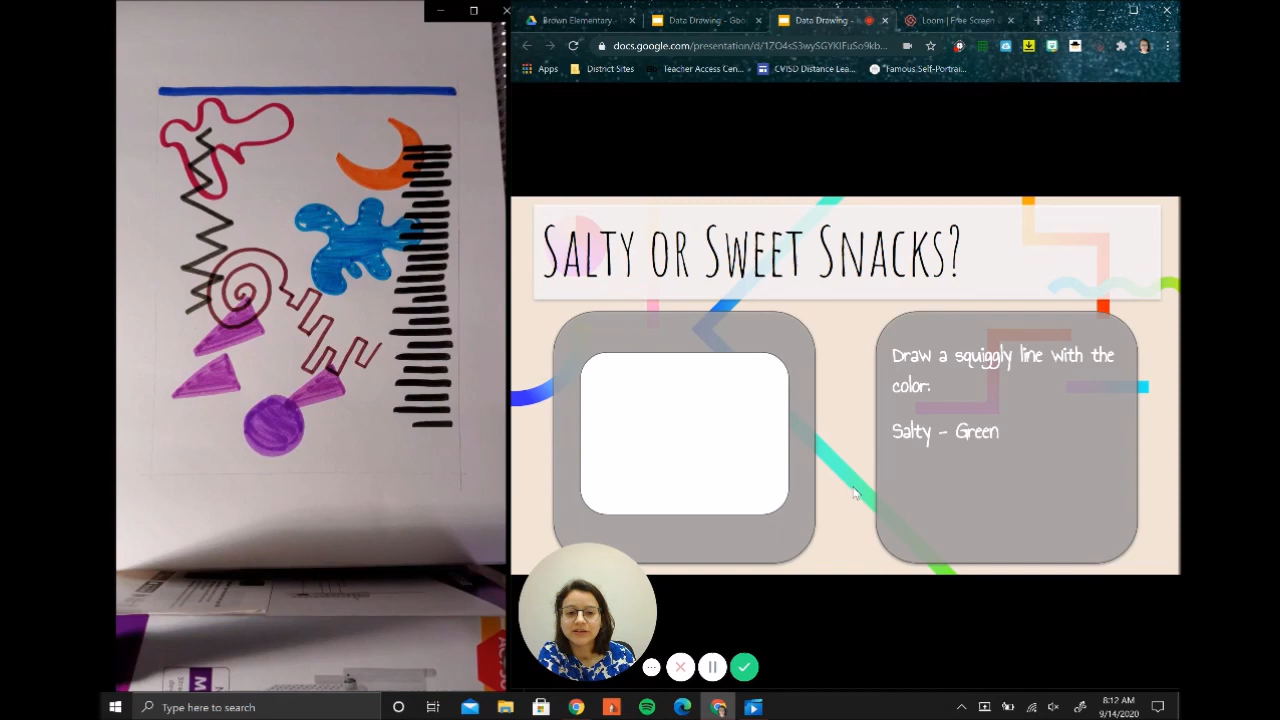 Brown Elementary
Data Drawing - Goo
Data Drawing -
Loom | Free Screen
docs.google.com/presentation/d/1ZO4sS3wySGYKIFuSo9kb...
Apps
District Sites
Teacher Access Cen...
CVISD Distance Lea...
Famous Self-Portrai...
SALTY OR SWEET SNACKS?
Draw a squiggly line with the
color:
Salty - Green
Type here to search
8:12 AM
9/14/2020